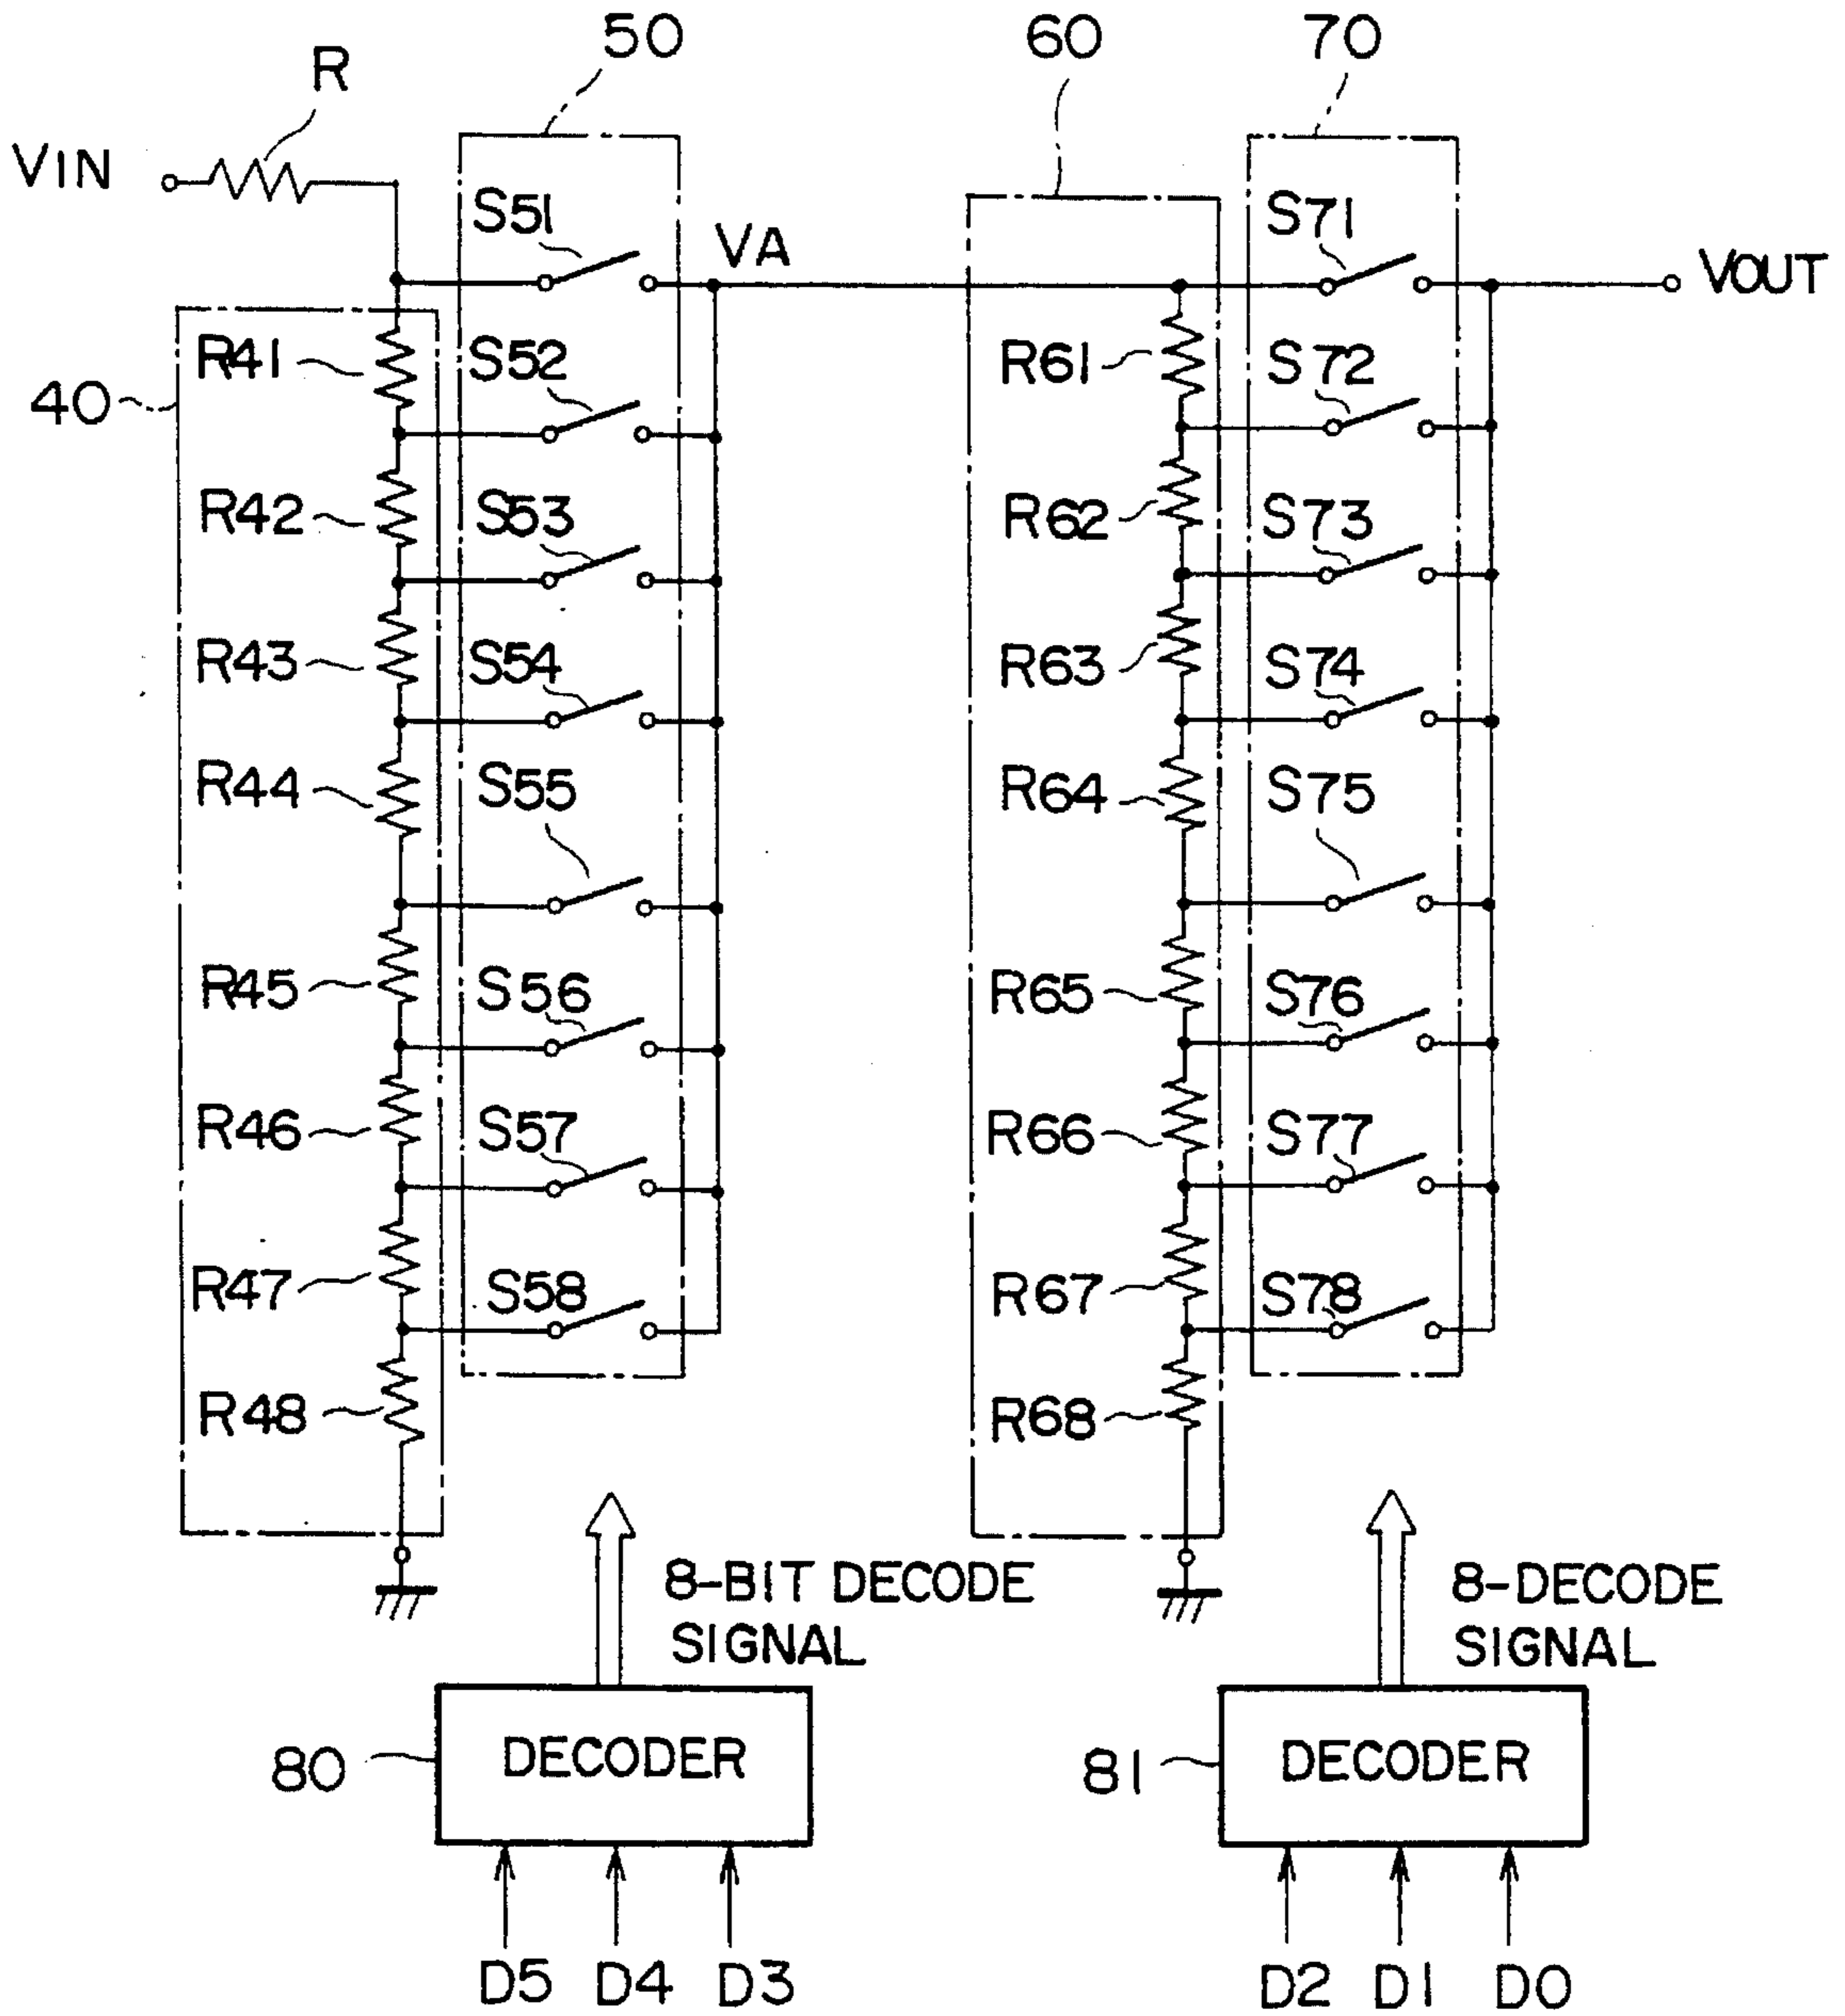 50
60
70
R
VIN
S51
VA
S71
VOUT
R41
S52
R61
S72
40
R42
S53
R62
S73
R43
S54
R63
S74
R44
S55
R64
S75
R45
S56
R65
S76
R46
S57
R66
S77
R47
S58
R67
S78
R48
R68
8-BIT DECODE
SIGNAL
8-DECODE
SIGNAL
80
DECODER
81
DECODER
D5
D4
D3
D2
D1
D0